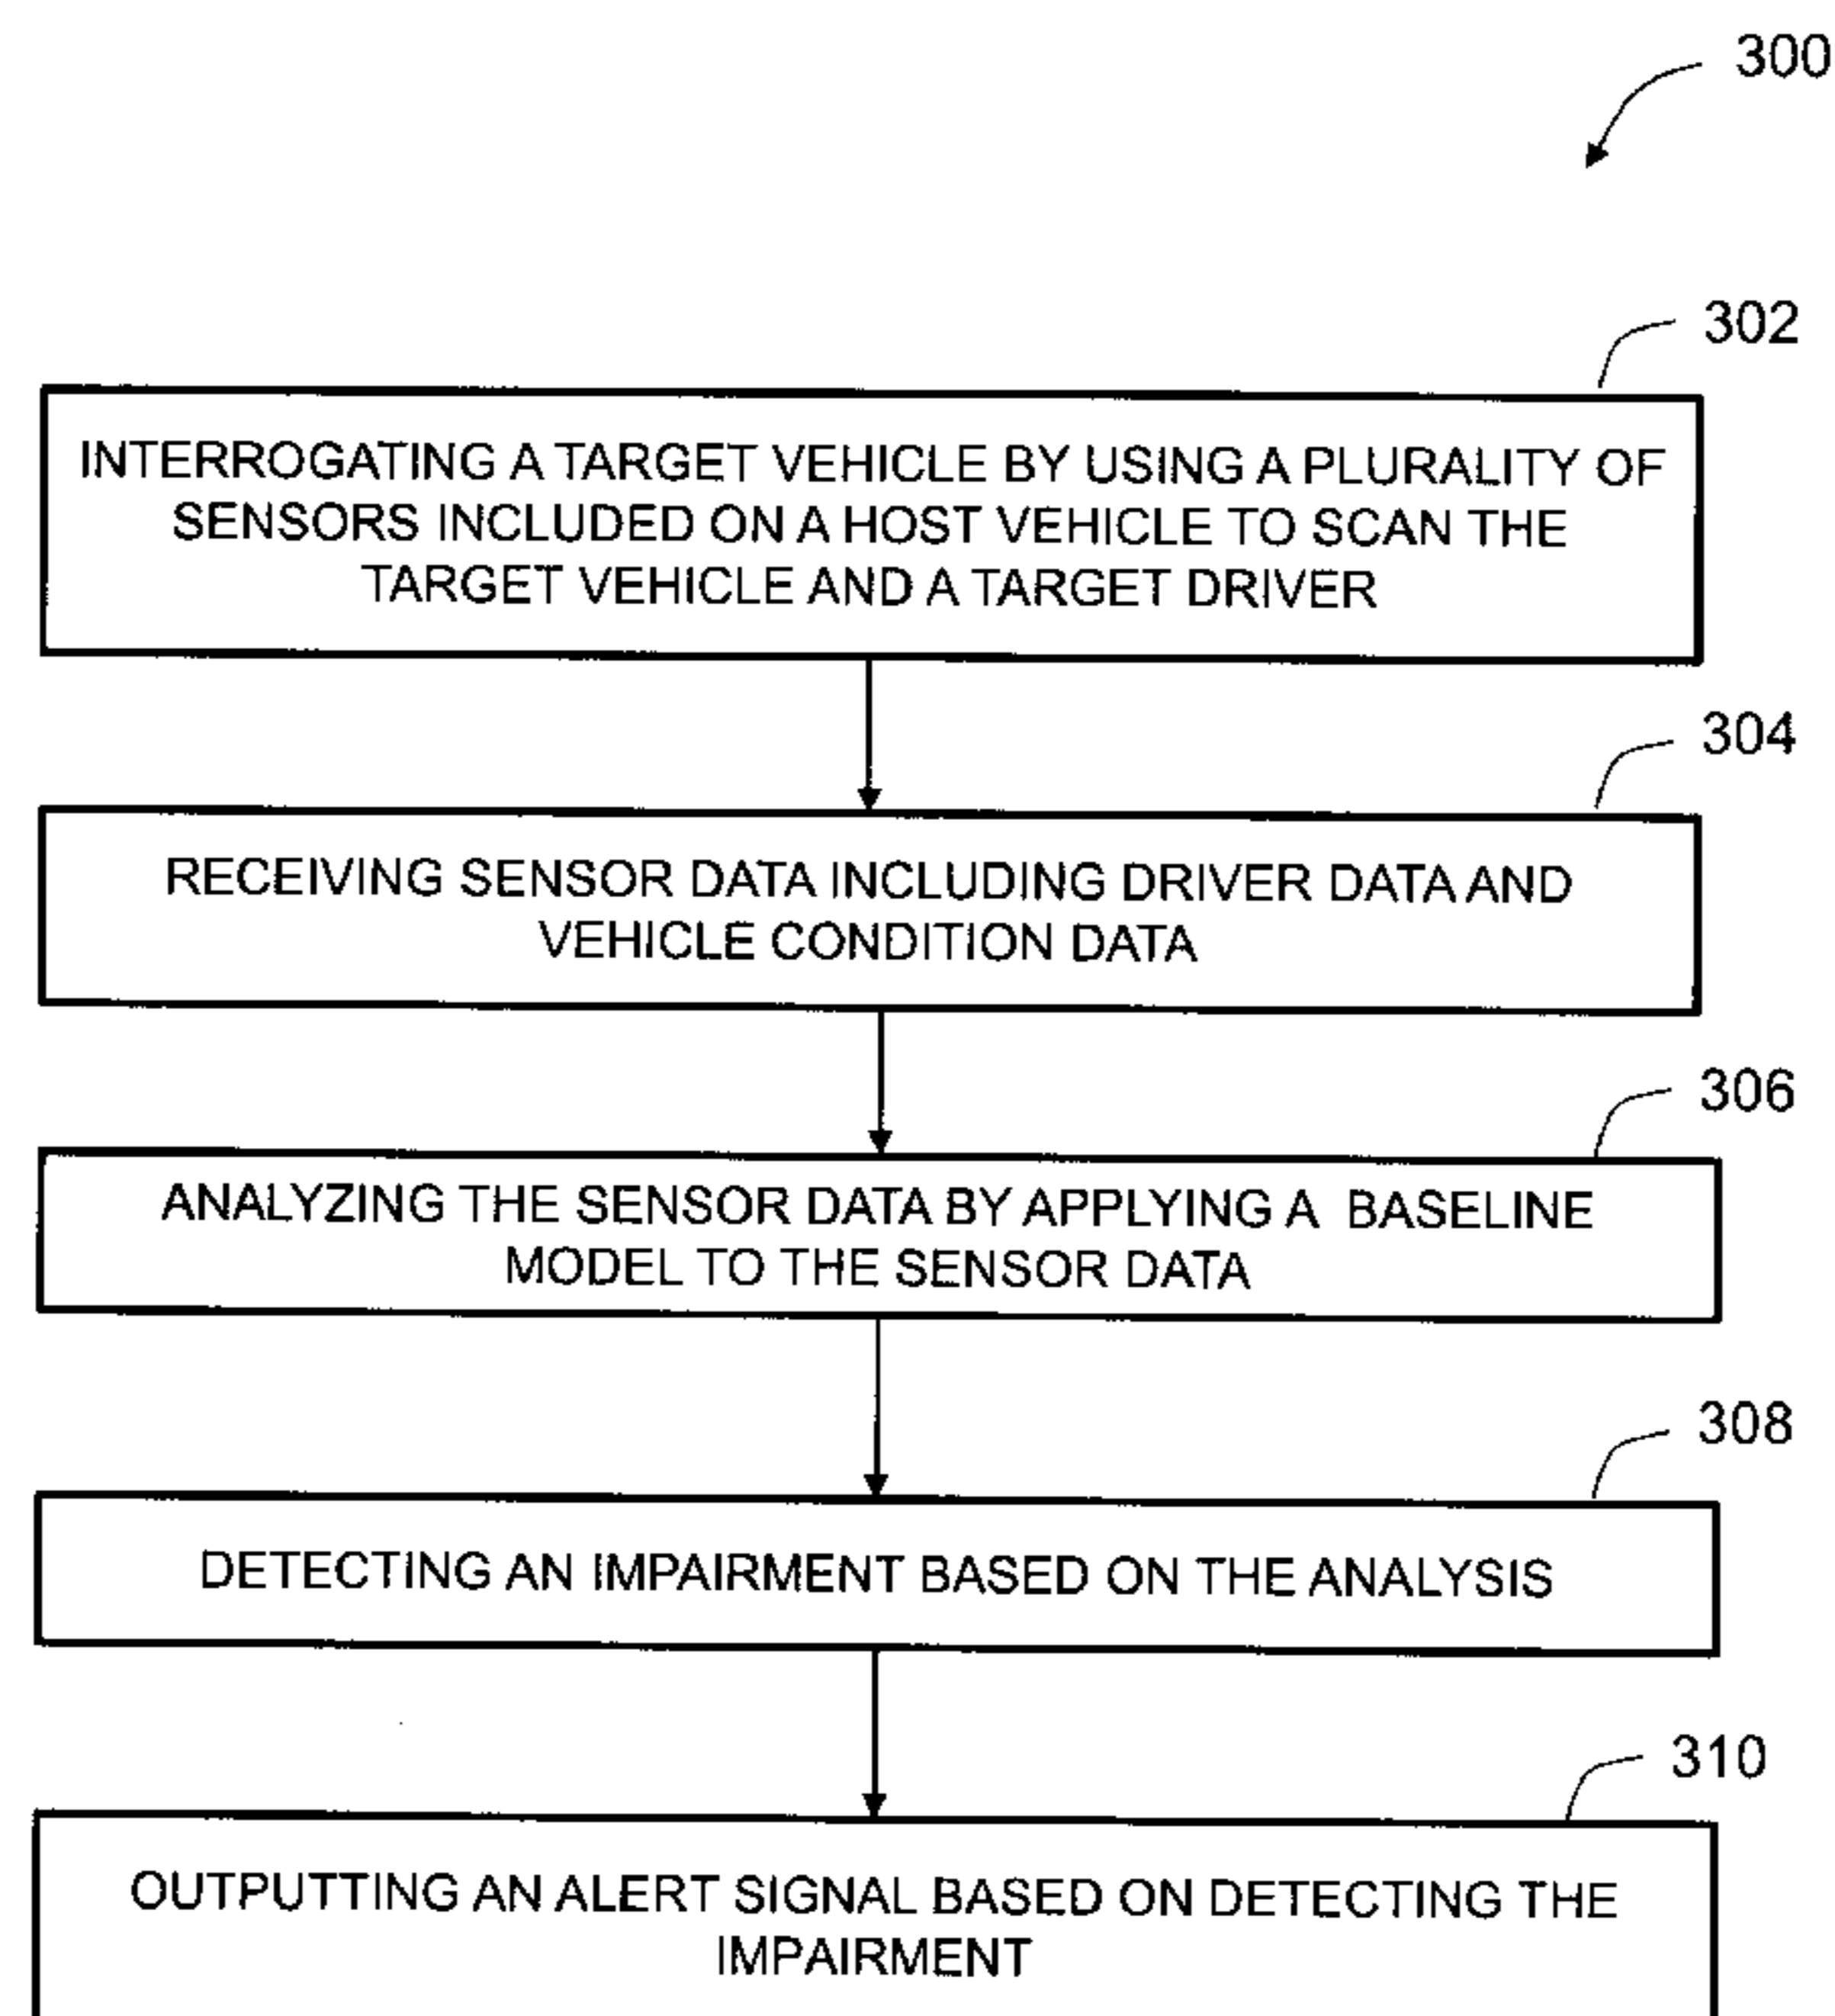 300
302
INTERROGATING A TARGET VEHICLE BY USING A PLURALITY OF
SENSORS INCLUDED ON A HOST VEHICLE TO SCAN THE
TARGET VEHICLE AND A TARGET DRIVER
304
RECEIVING SENSOR DATA INCLUDING DRIVER DATA AND
VEHICLE CONDITION DATA
306
ANALYZING THE SENSOR DATA BY APPLYING A BASELINE
MODEL TO THE SENSOR DATA
308
DETECTING AN IMPAIRMENT BASED ON THE ANALYSIS
310
OUTPUTTING AN ALERT SIGNAL BASED ON DETECTING THE
IMPAIRMENT